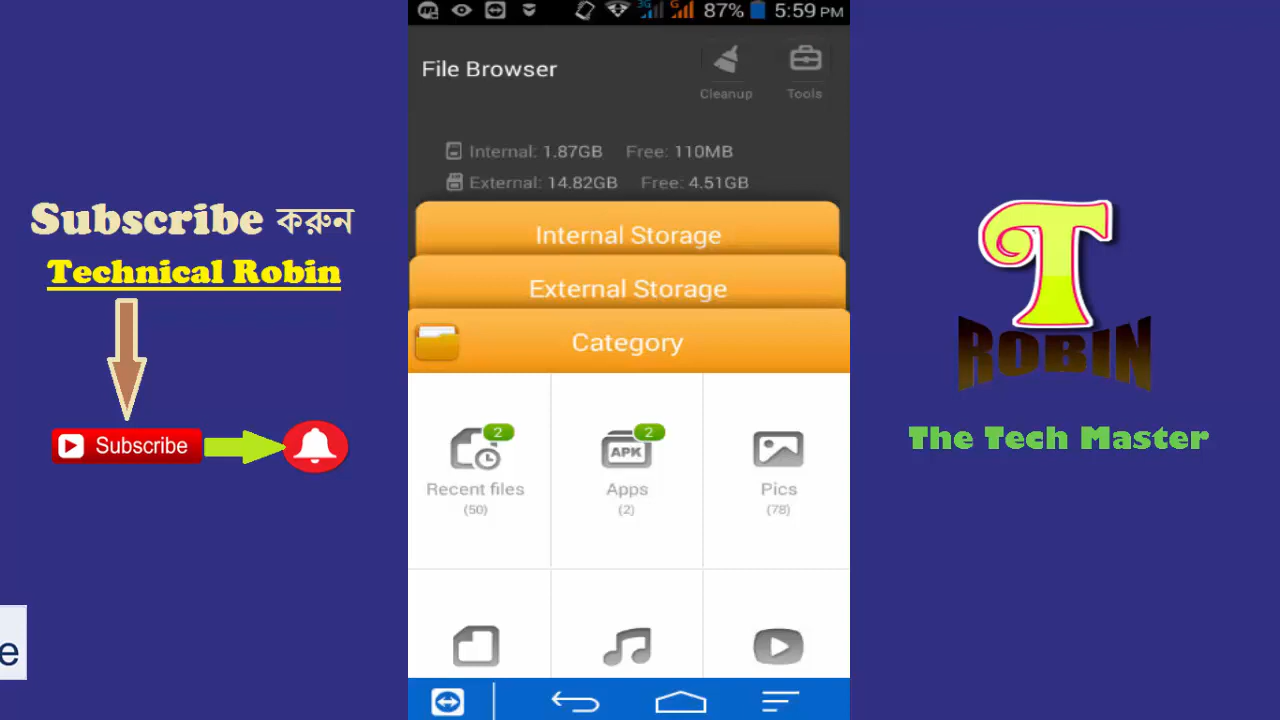 3G G 87% 5:59 PM
File Browser
Cleanup
Tools
Internal: 1.87GB Free: 110MB
External: 14.82GB Free: 4.51GB
Internal Storage
External Storage
Category
2
2
APK
Recent files
Apps
Pics
(50)
(2)
(78)
Subscribe করুন
Technical Robin
Subscribe
e
T
ROBIN
The Tech Master